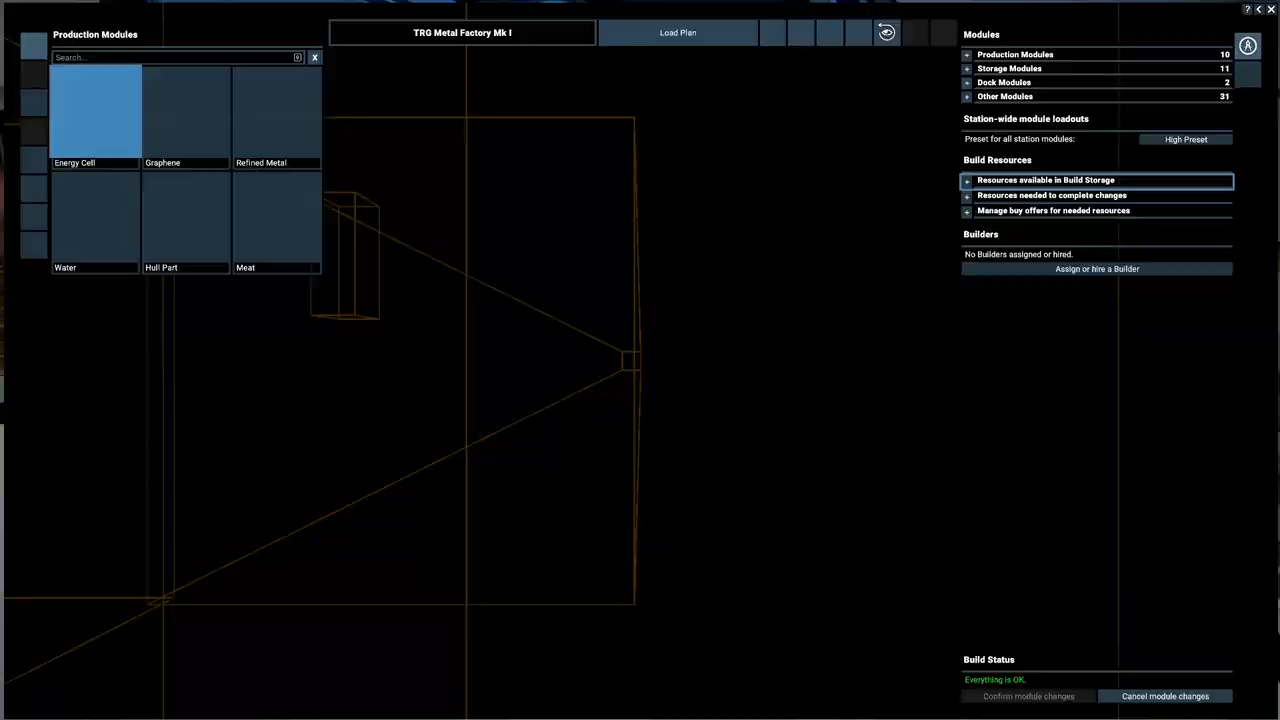 Production Modules
Search...
X
Energy Cell
Graphene
Refined Metal
Water
Hull Part
Meat
TRG Metal Factory Mk I
Load Plan
?
Modules
Production Modules 10
Storage Modules 11
Dock Modules 2
Other Modules 31
Station-wide module loadouts
Preset for all station modules: High Preset
Build Resources
Resources available in Build Storage
Resources needed to complete changes
Manage buy offers for needed resources
Builders
No Builders assigned or hired.
Assign or hire a Builder
Build Status
Everything is OK.
Confirm module changes
Cancel module changes